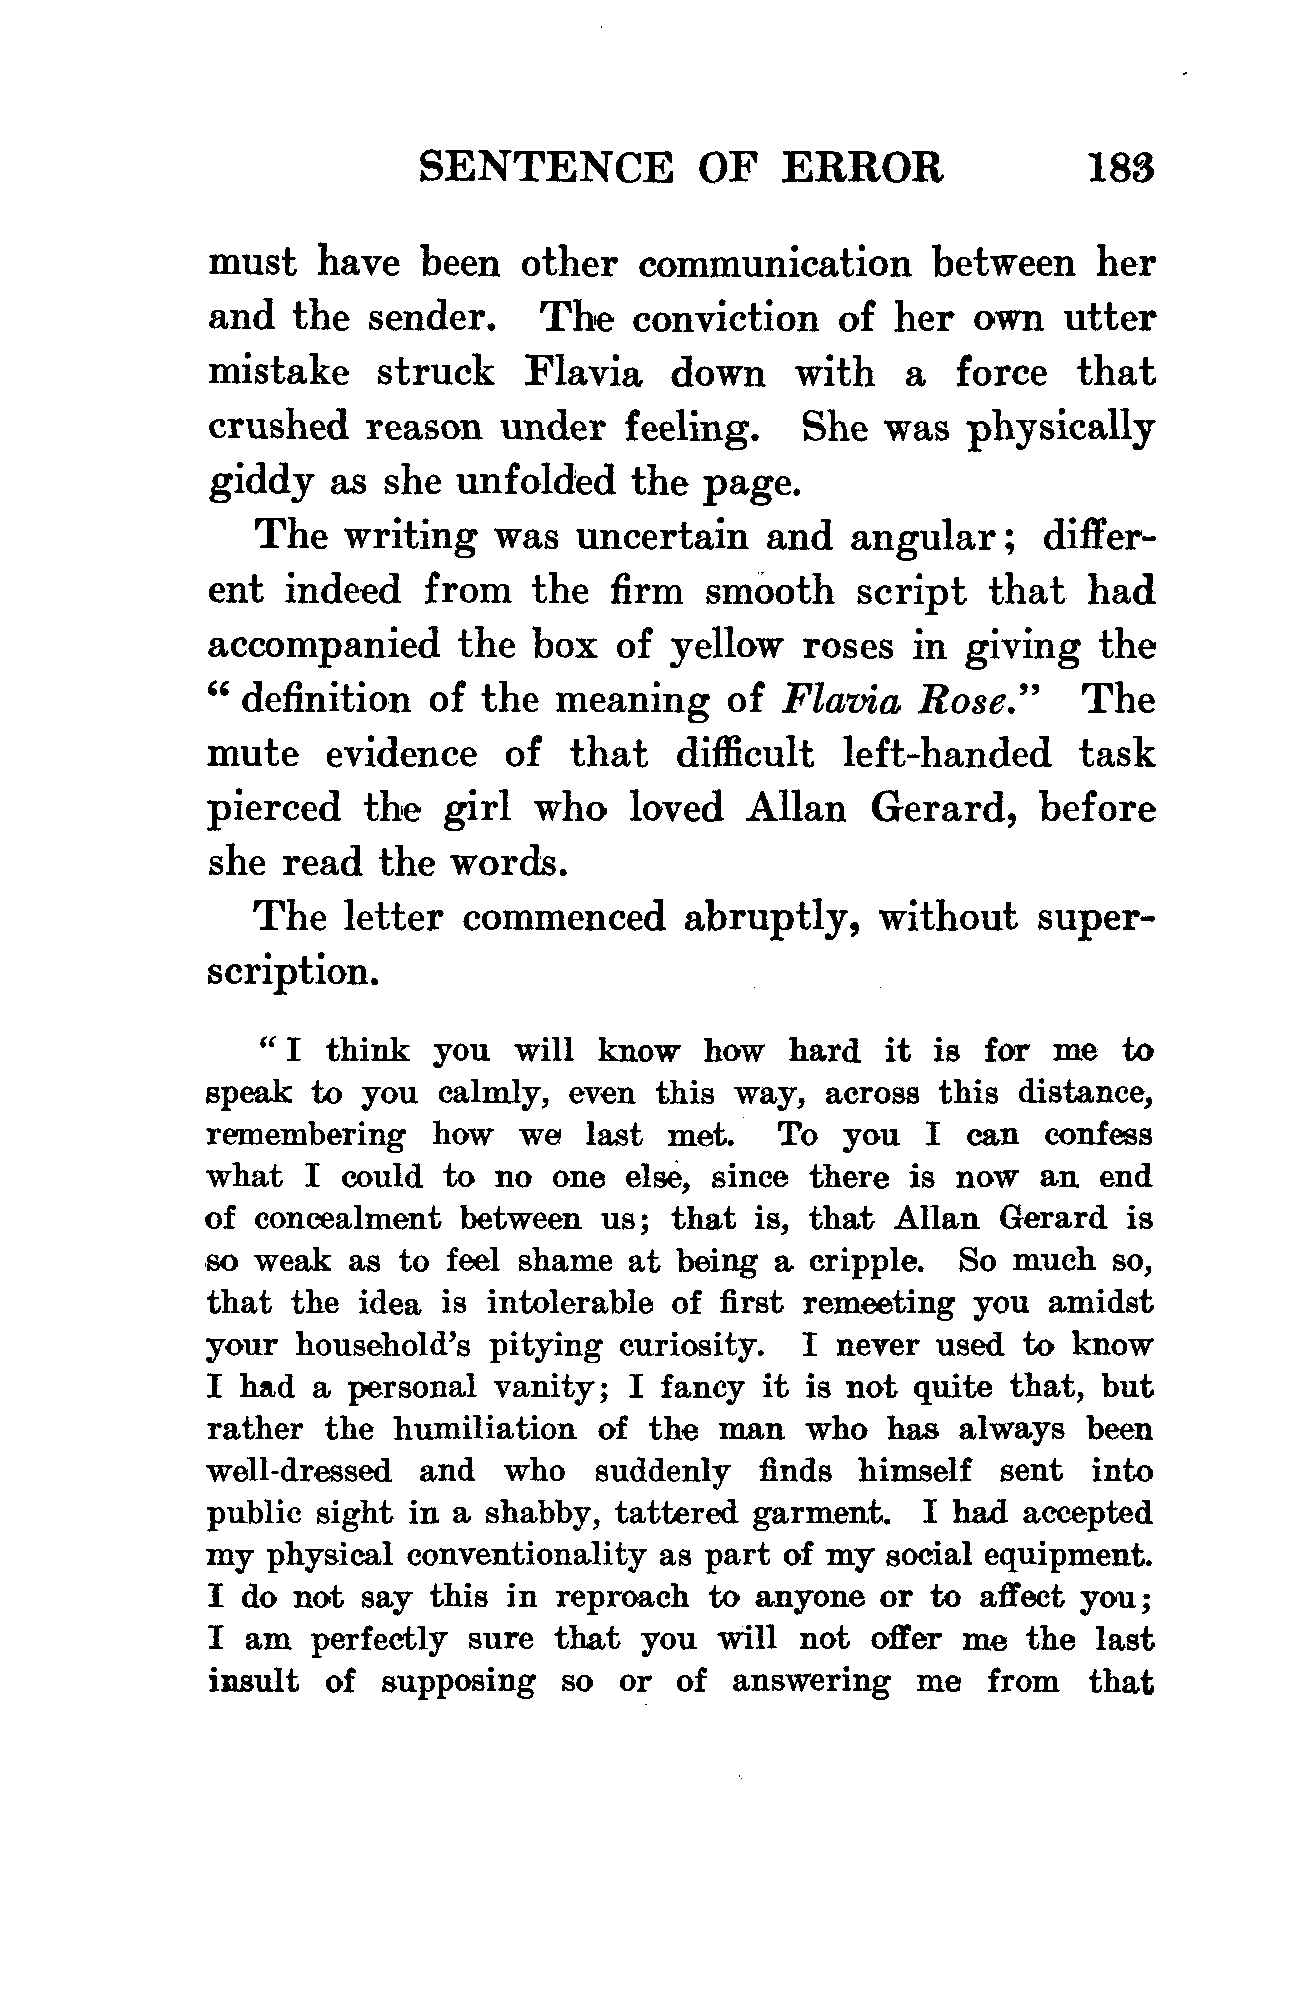 SENTENCE OF ERROR 183
must have been other communication between her
and the sender. The conviction of her own utter
mistake struck Flavia down with a force that
crushed reason under feeling. She was physically
giddy as she unfolded the page.
The writing was uncertain and angular; differ-
ent indeed from the firm smooth script that had
accompanied the box of yellow roses in giving the
“ definition of the meaning of Flavia Rose.” The
mute evidence of that difficult left-handed task
pierced the girl who loved Allan Gerard, before
she read the words.
The letter commenced abruptly, without super-
scription.
“ I think you will know how hard it is for me to
speak to you calmly, even this way, across this distance,
remembering how we last met. To you I can confess
what I could to no one else, since there is now an end
of concealment between us; that is, that Allan Gerard is
so weak as to feel shame at being a cripple. So much so,
that the idea is intolerable of first remeeting you amidst
your household’s pitying curiosity. I never used to know
I had a personal vanity; I fancy it is not quite that, but
rather the humiliation of the man who has always been
well-dressed and who suddenly finds himself sent into
public sight in a shabby, tattered garment. I had accepted
my physical conventionality as part of my social equipment.
I do not say this in reproach to anyone or to affect you;
I am perfectly sure that you will not offer me the last
insult of supposing so or of answering me from that